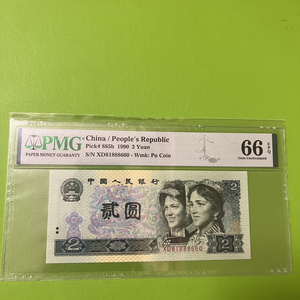 PMG
PAPER MONEY GUARANTY
China / People's Republic
Pick# 885b 1990 2 Yuan
S/N XD61888660 - Wmk: Pu Coin
66 EPQ
Gem Uncirculated
中国人民银行
2
贰圆
2
XD61888660